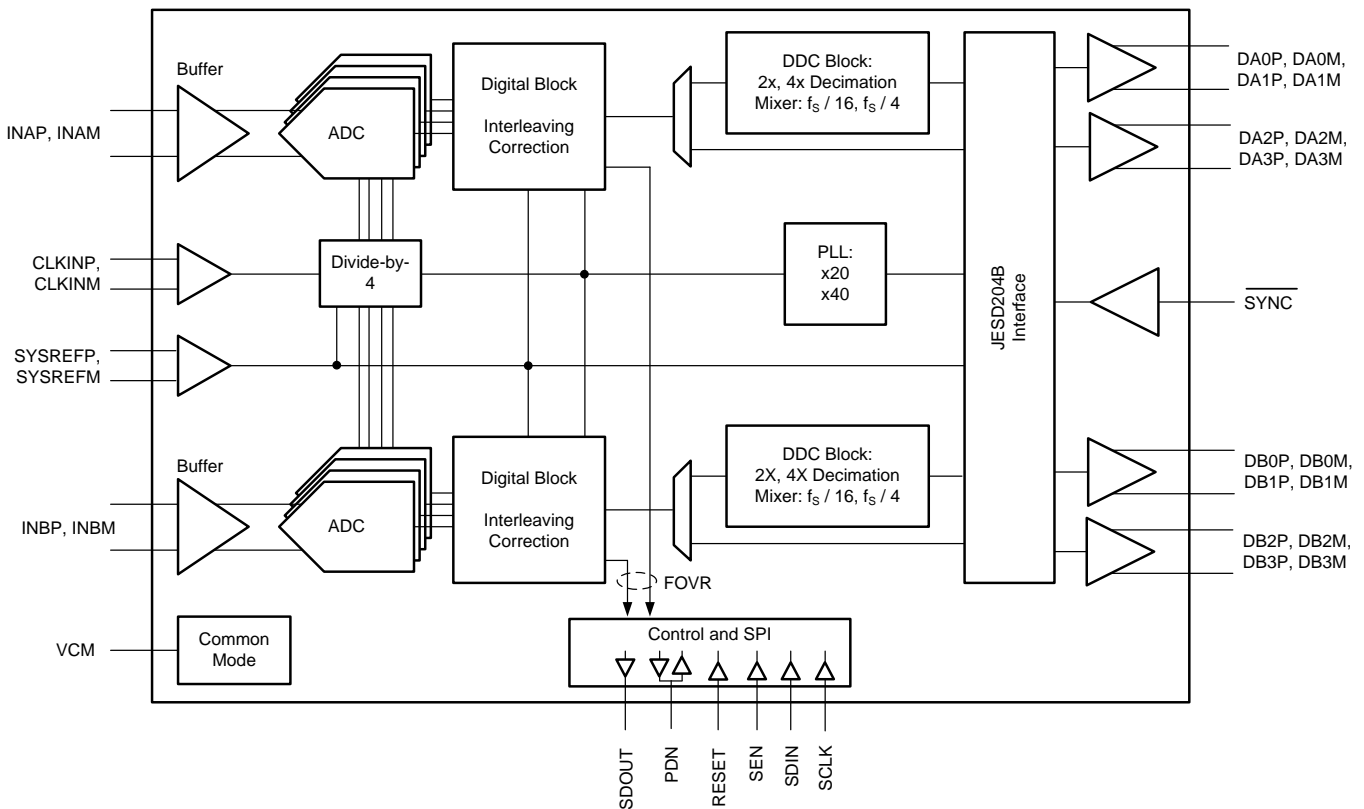 Buffer
INAP, INAM
ADC
Digital Block
Interleaving
Correction
DDC Block:
2x, 4x Decimation
Mixer: fS / 16, fS / 4
DA0P, DA0M,
DA1P, DA1M
DA2P, DA2M,
DA3P, DA3M
CLKINP,
CLKINM
Divide-by-
4
PLL:
x20
x40
JESD204B
Interface
SYNC
SYSREFP,
SYSREFM
Buffer
INBP, INBM
ADC
Digital Block
Interleaving
Correction
DDC Block:
2X, 4X Decimation
Mixer: fS / 16, fS / 4
DB0P, DB0M,
DB1P, DB1M
DB2P, DB2M,
DB3P, DB3M
FOVR
VCM
Common
Mode
Control and SPI
SDOUT
PDN
RESET
SEN
SDIN
SCLK